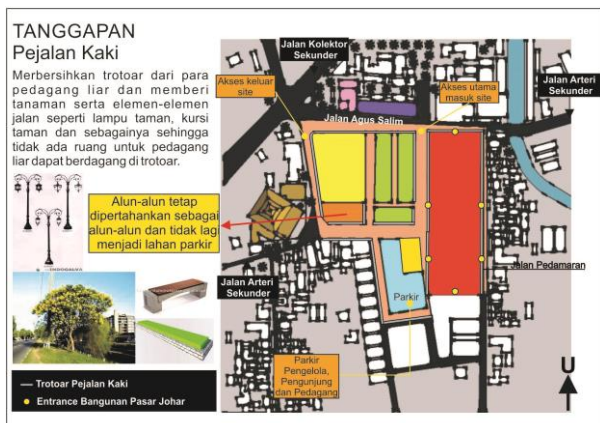 TANGGAPAN
Pejalan Kaki
Merbersihkan trotoar dari para
pedagang liar dan memberi
tanaman serta elemen-elemen
jalan seperti lampu taman, kursi
taman dan sebagainya sehingga
tidak ada ruang untuk pedagang
liar dapat berdagang di trotoar.
Jalan Kolektor
Sekunder
Akses keluar
site
Akses utama
masuk site
Jalan Arteri
Sekunder
Jalan Agus Salim
Alun-alun tetap
dipertahankan sebagai
alun-alun dan tidak lagi
menjadi lahan parkir
Jalan Pedamaran
Jalan Arteri
Sekunder
Parkir
Parkir
Pengelola,
Pengunjung
dan Pedagang
Trotoar Pejalan Kaki
Entrance Bangunan Pasar Johar
U